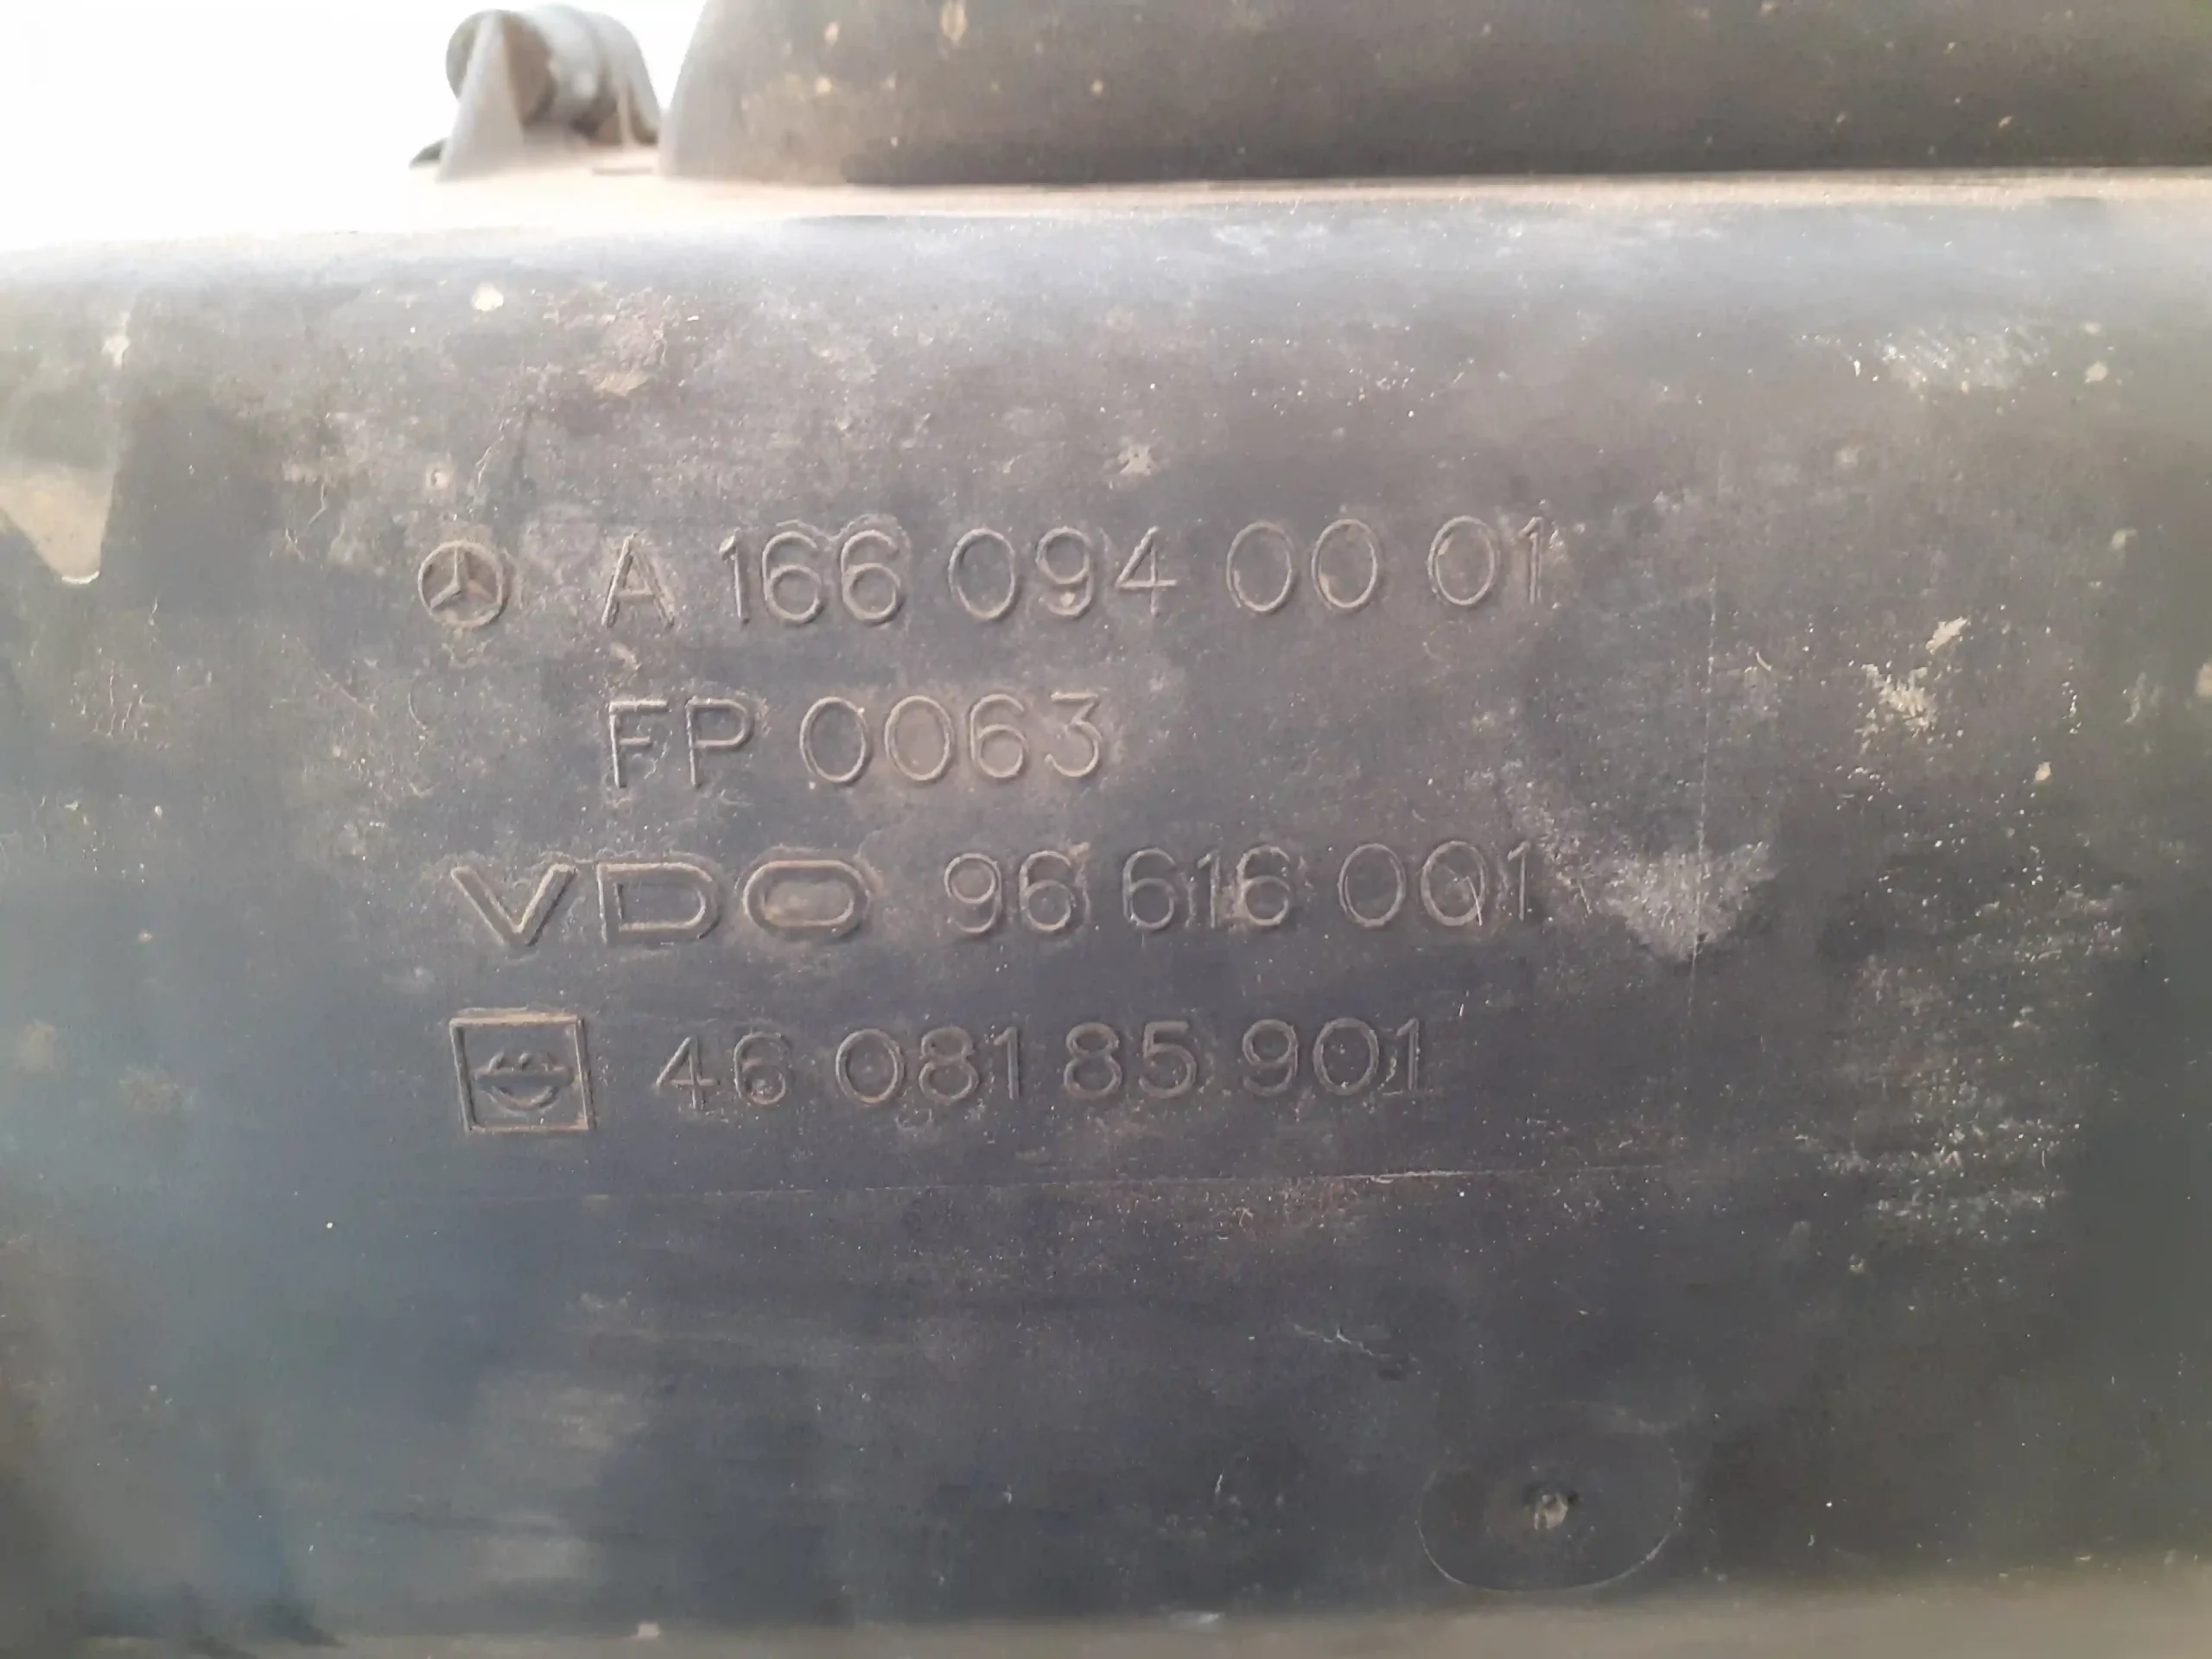 A 166 094 00 01
FP 0063
VDO 96 616 001
46 081 85 901